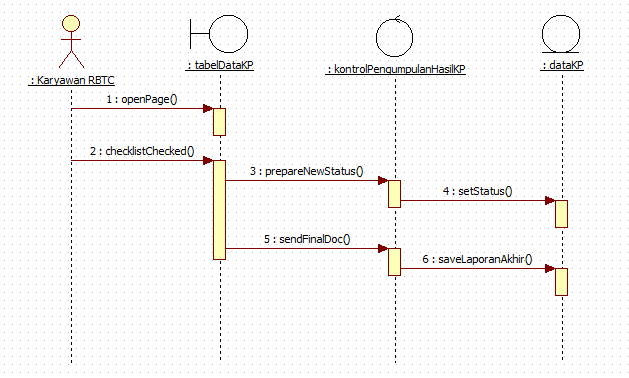 : Karyawan RBTC
: tabelDataKP
: kontrolPengumpulanHasilKP
: dataKP
1 : openPage()
2 : checklistChecked()
3 : prepareNewStatus()
4 : setStatus()
5 : sendFinalDoc()
6 : saveLaporanAkhir()